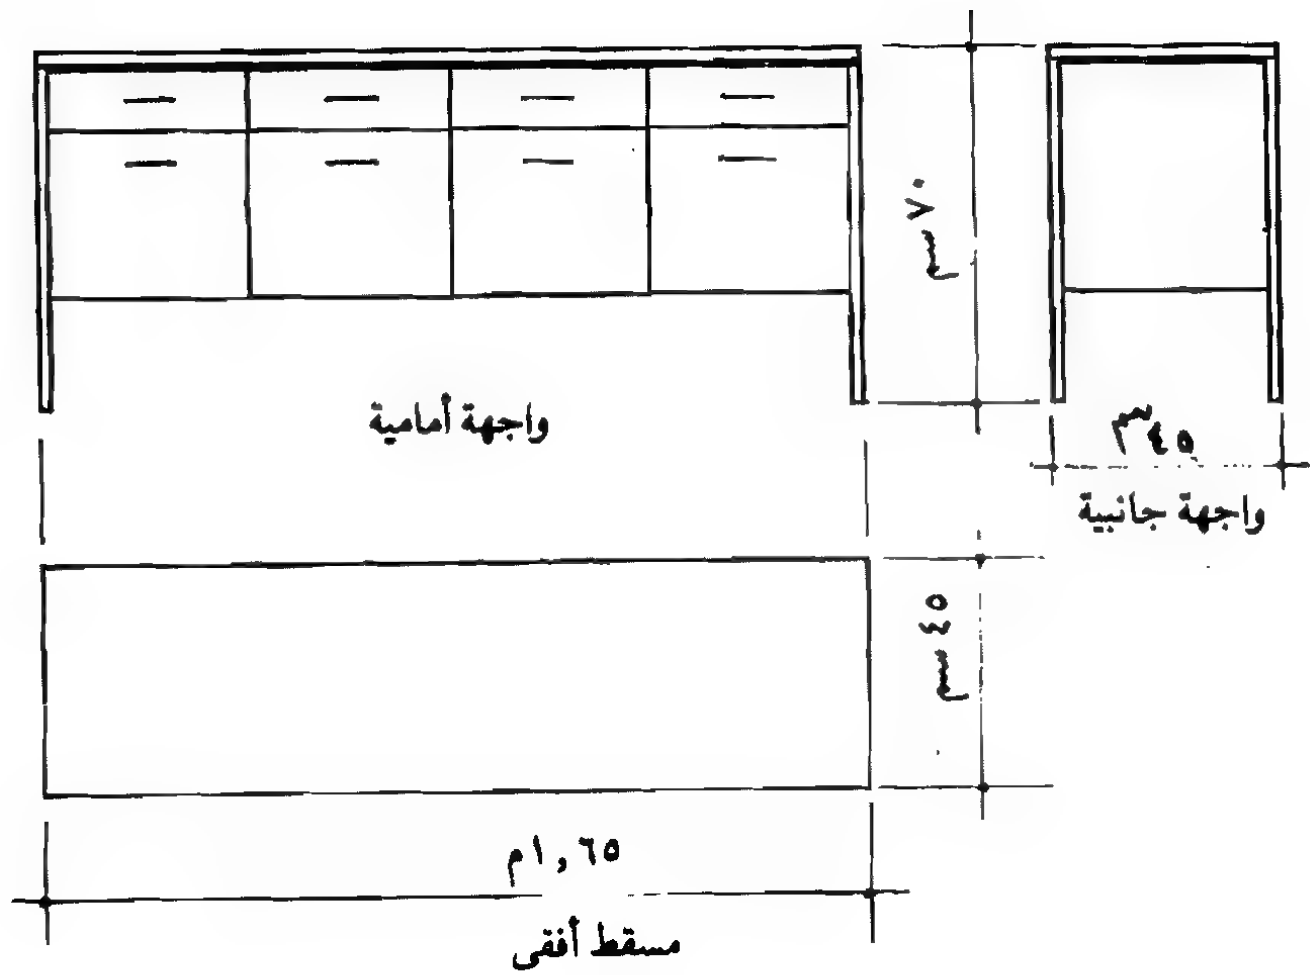 ٧٠ سم
واجهة أمامية
٤٥ سم
واجهة جانبية
٤٥ سم
١,٦٥ م
مسقط أفقى